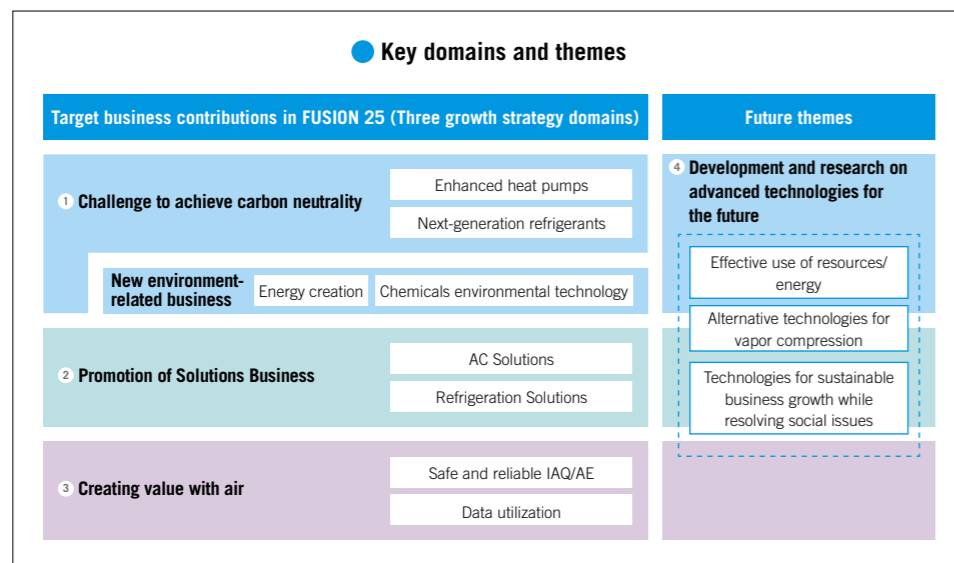 Key domains and themes
Target business contributions in FUSION 25 (Three growth strategy domains)
Future themes
1 Challenge to achieve carbon neutrality
Enhanced heat pumps
Next-generation refrigerants
New environment-
related business
Energy creation
Chemicals environmental technology
2 Promotion of Solutions Business
AC Solutions
Refrigeration Solutions
3 Creating value with air
Safe and reliable IAQ/AE
Data utilization
4 Development and research on
advanced technologies for
the future
Effective use of resources/
energy
Alternative technologies for
vapor compression
Technologies for sustainable
business growth while
resolving social issues